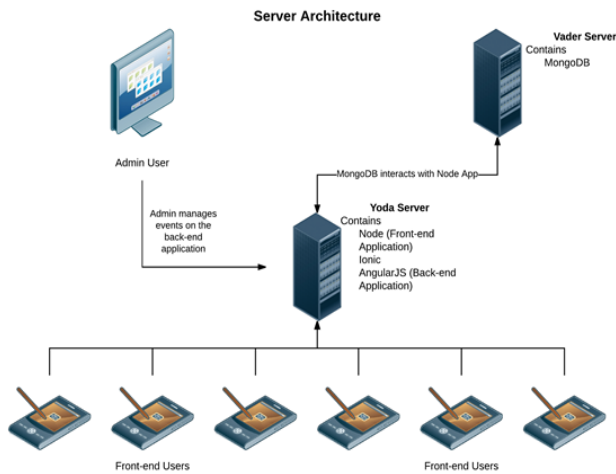 Server Architecture
Vader Server
Contains
MongoDB
Admin User
MongoDB interacts with Node App
Admin manages
events on the
back-end
application
Yoda Server
Contains
Node (Front-end
Application)
Ionic
AngularJS (Back-end
Application)
Front-end Users
Front-end Users